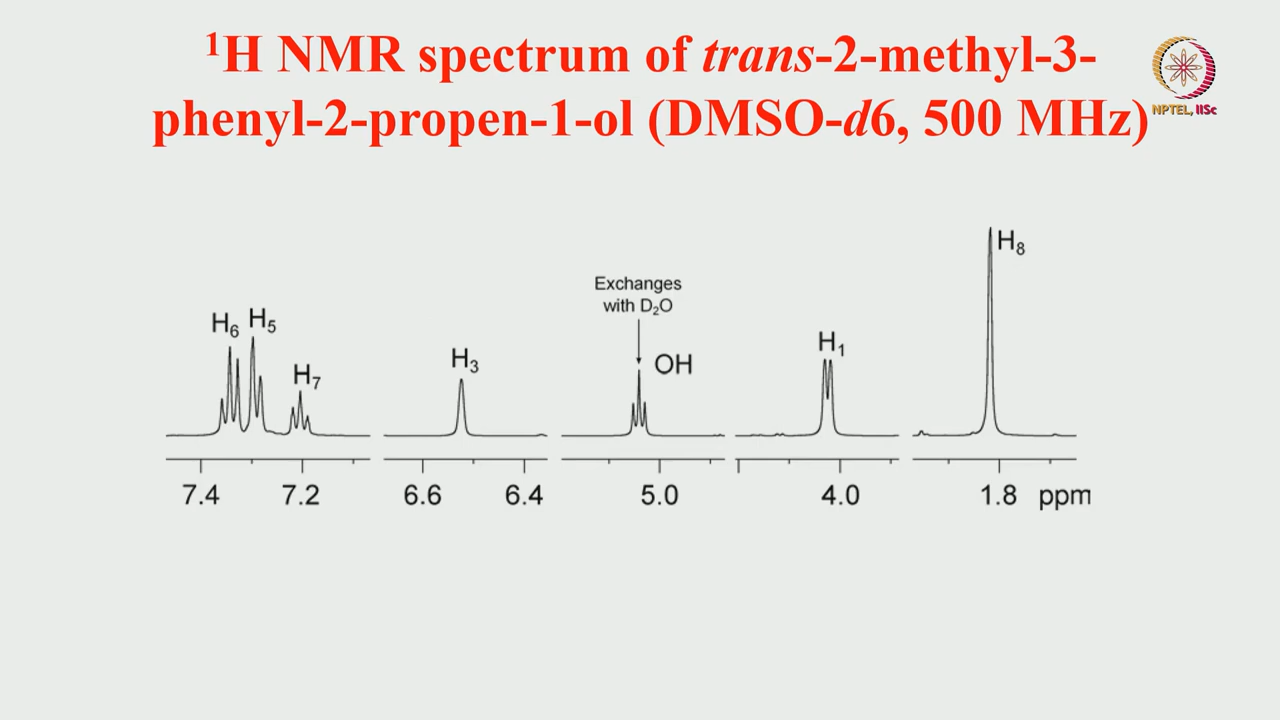 ¹H NMR spectrum of trans-2-methyl-3-
phenyl-2-propen-1-ol (DMSO-d6, 500 MHz)
NPTEL, IISc
Exchanges
with D₂O
H₆ H₅ H₇ H₃ OH H₁ H₈
7.4 7.2 6.6 6.4 5.0 4.0 1.8 ppm